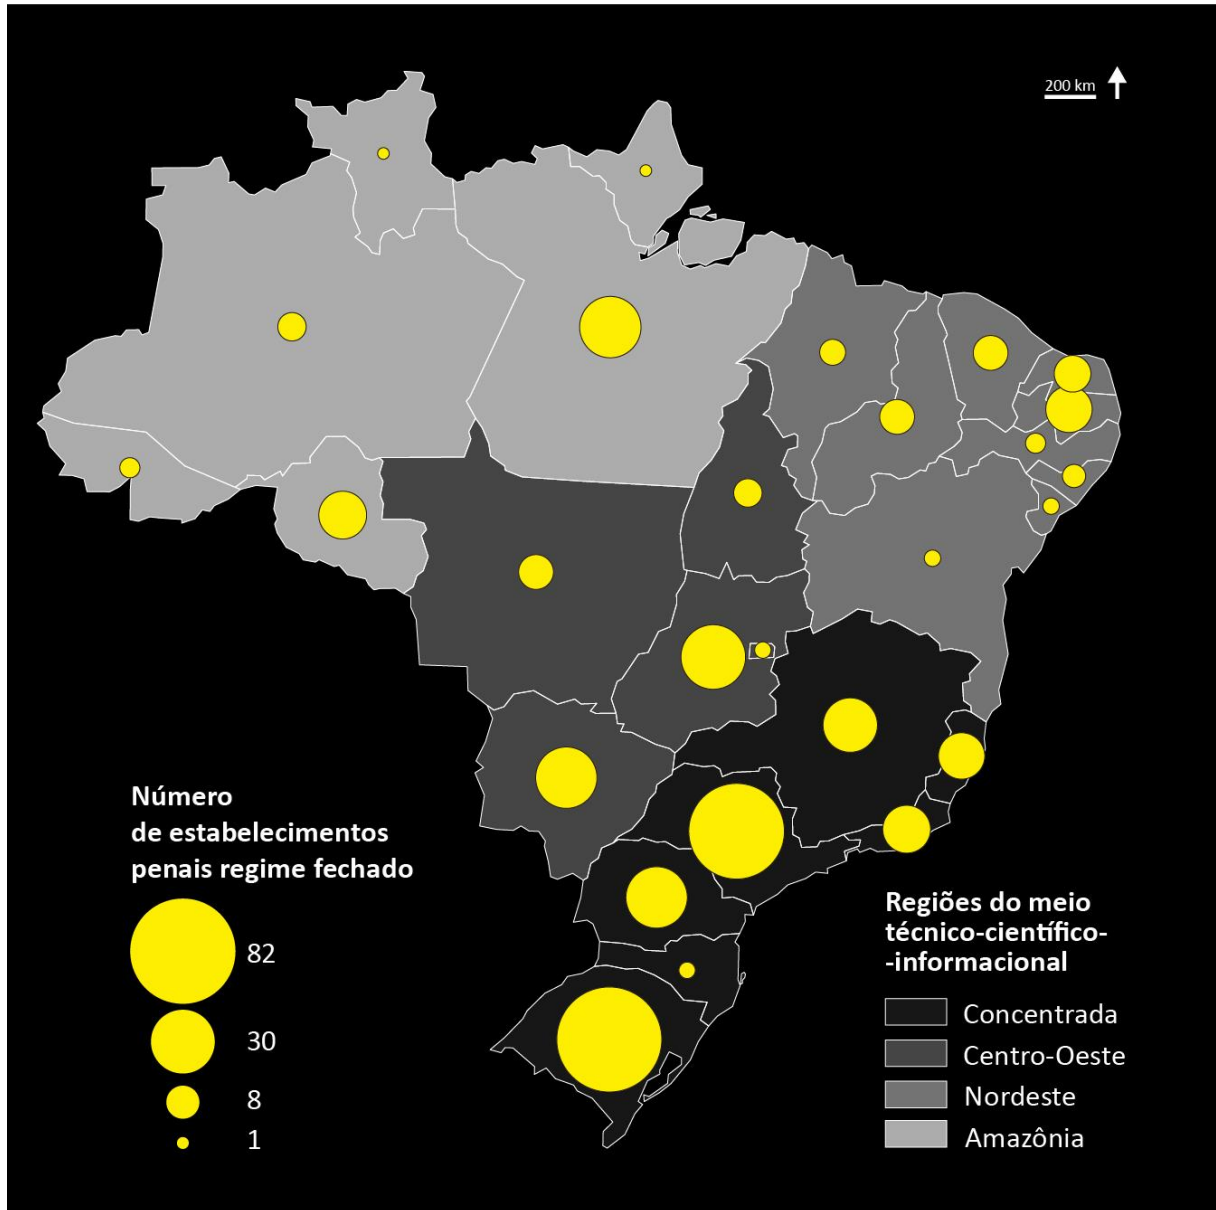 200 km
Número
de estabelecimentos
penais regime fechado
82
30
8
1
Regiões do meio
técnico-científico-
-informacional
Concentrada
Centro-Oeste
Nordeste
Amazônia